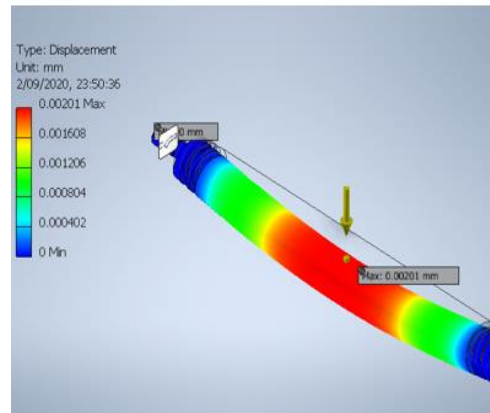 Type: Displacement
Unit: mm
2/09/2020, 23:50:36
0.00201 Max
0.001608
0.001206
0.000804
0.000402
0 Min
0 mm
Max: 0.00201 mm